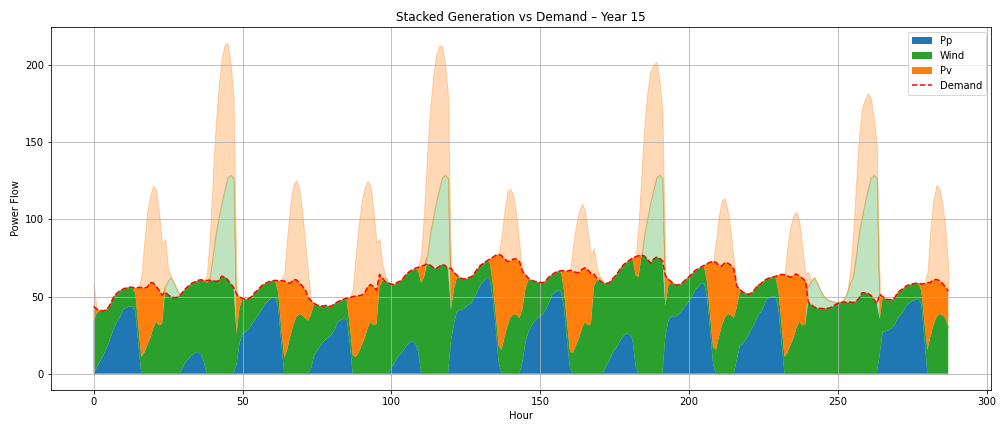 Stacked Generation vs Demand – Year 15
Pp
Wind
Pv
Demand
Power Flow
200
150
100
50
0
0 50 100 150 200 250 300
Hour